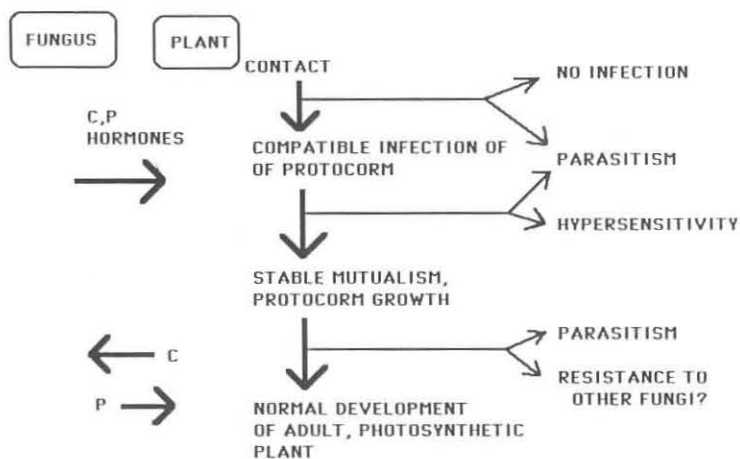 FUNGUS
PLANT
CONTACT
NO INFECTION
C,P
HORMONES
COMPATIBLE INFECTION OF
OF PROTOCORM
PARASITISM
HYPERSENSITIVITY
STABLE MUTUALISM,
PROTOCORM GROWTH
C
PARASITISM
P
RESISTANCE TO
OTHER FUNGI?
NORMAL DEVELOPMENT
OF ADULT, PHOTOSYNTHETIC
PLANT